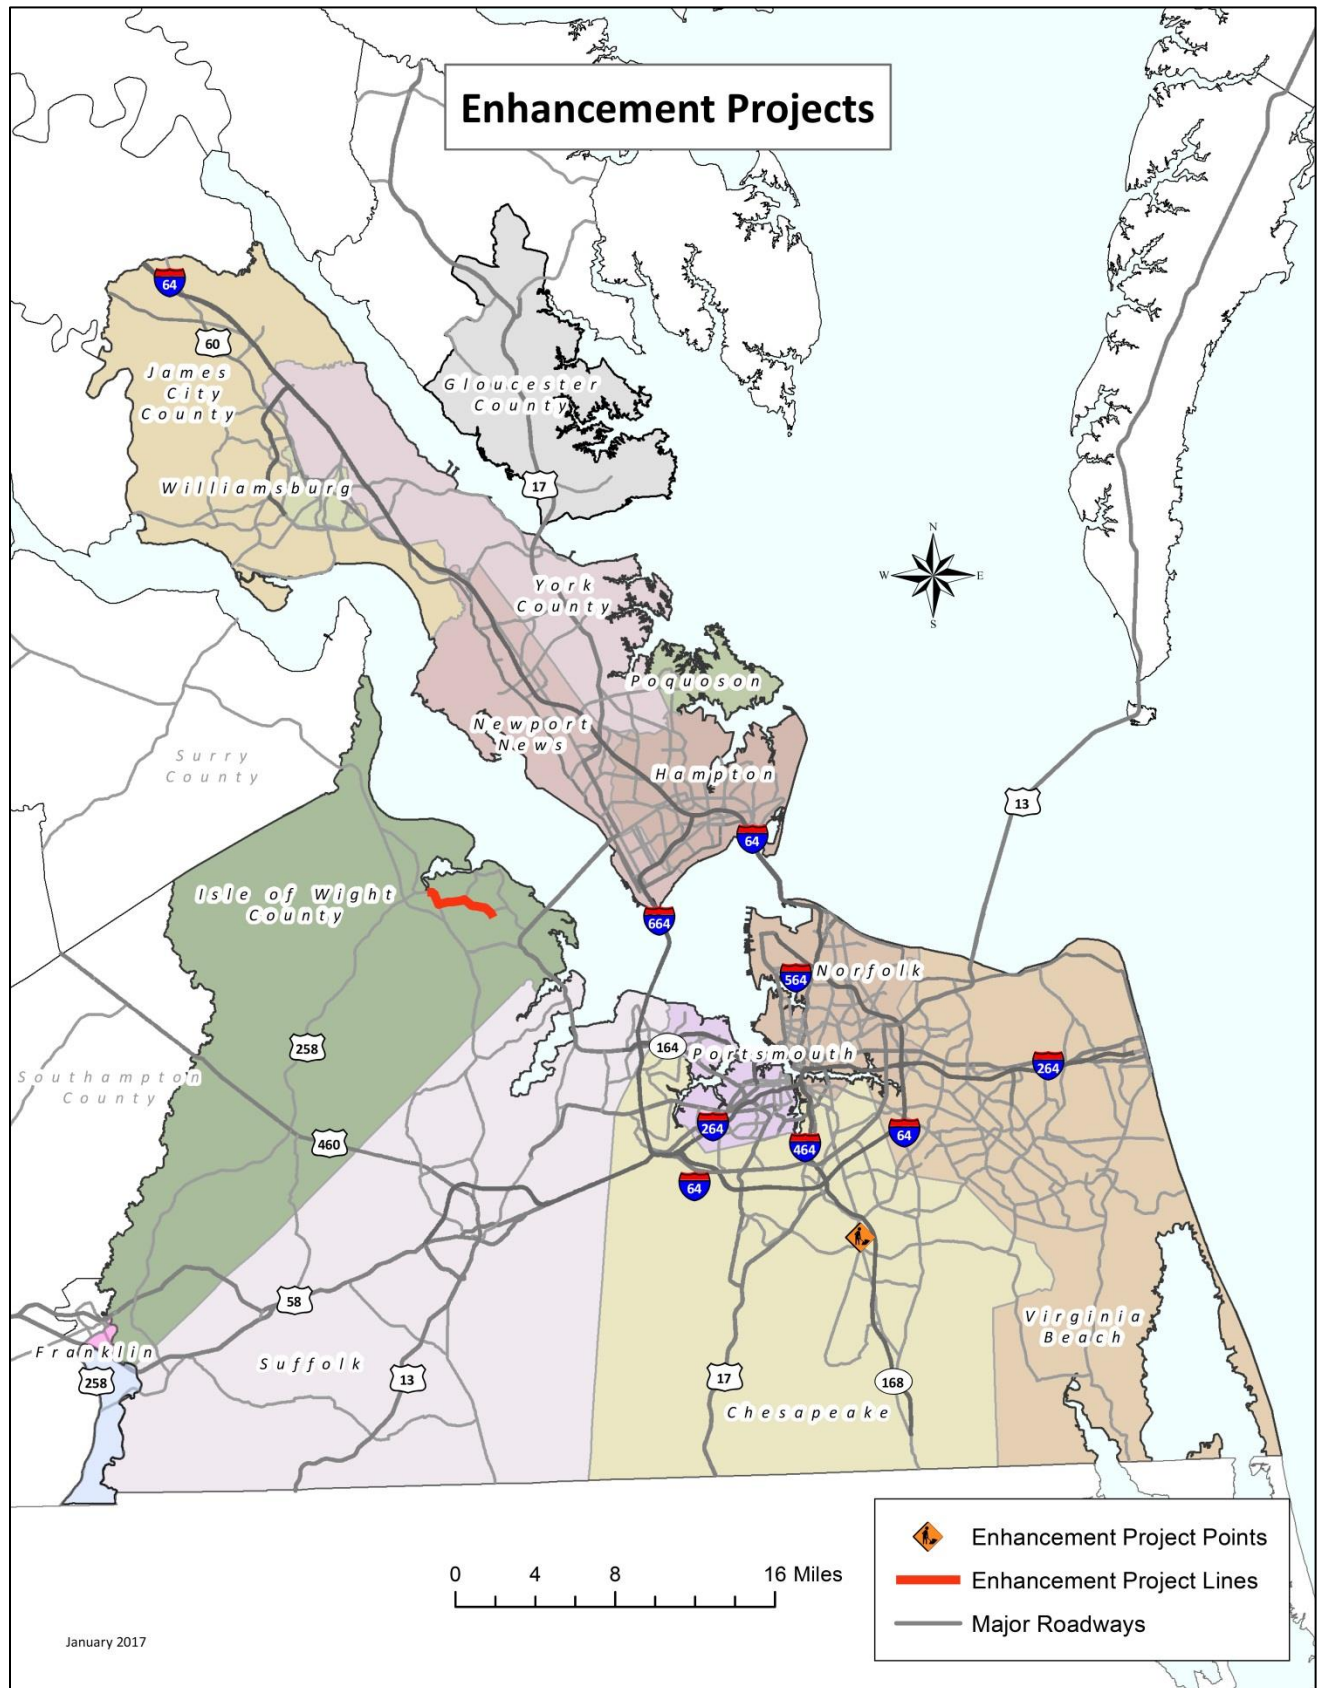 Enhancement Projects
64
60
James
City
County
Gloucester
County
Williamsburg
17
N
W
E
S
York
County
Poquoson
Newport
News
Surry
County
Hampton
13
64
Isle of Wight
County
664
Norfolk
564
258
164
Portsmouth
264
Southampton
County
264
64
460
464
64
58
Virginia
Beach
Franklin
Suffolk
258
13
17
168
Chesapeake
Enhancement Project Points
0 4 8 16 Miles
Enhancement Project Lines
Major Roadways
January 2017